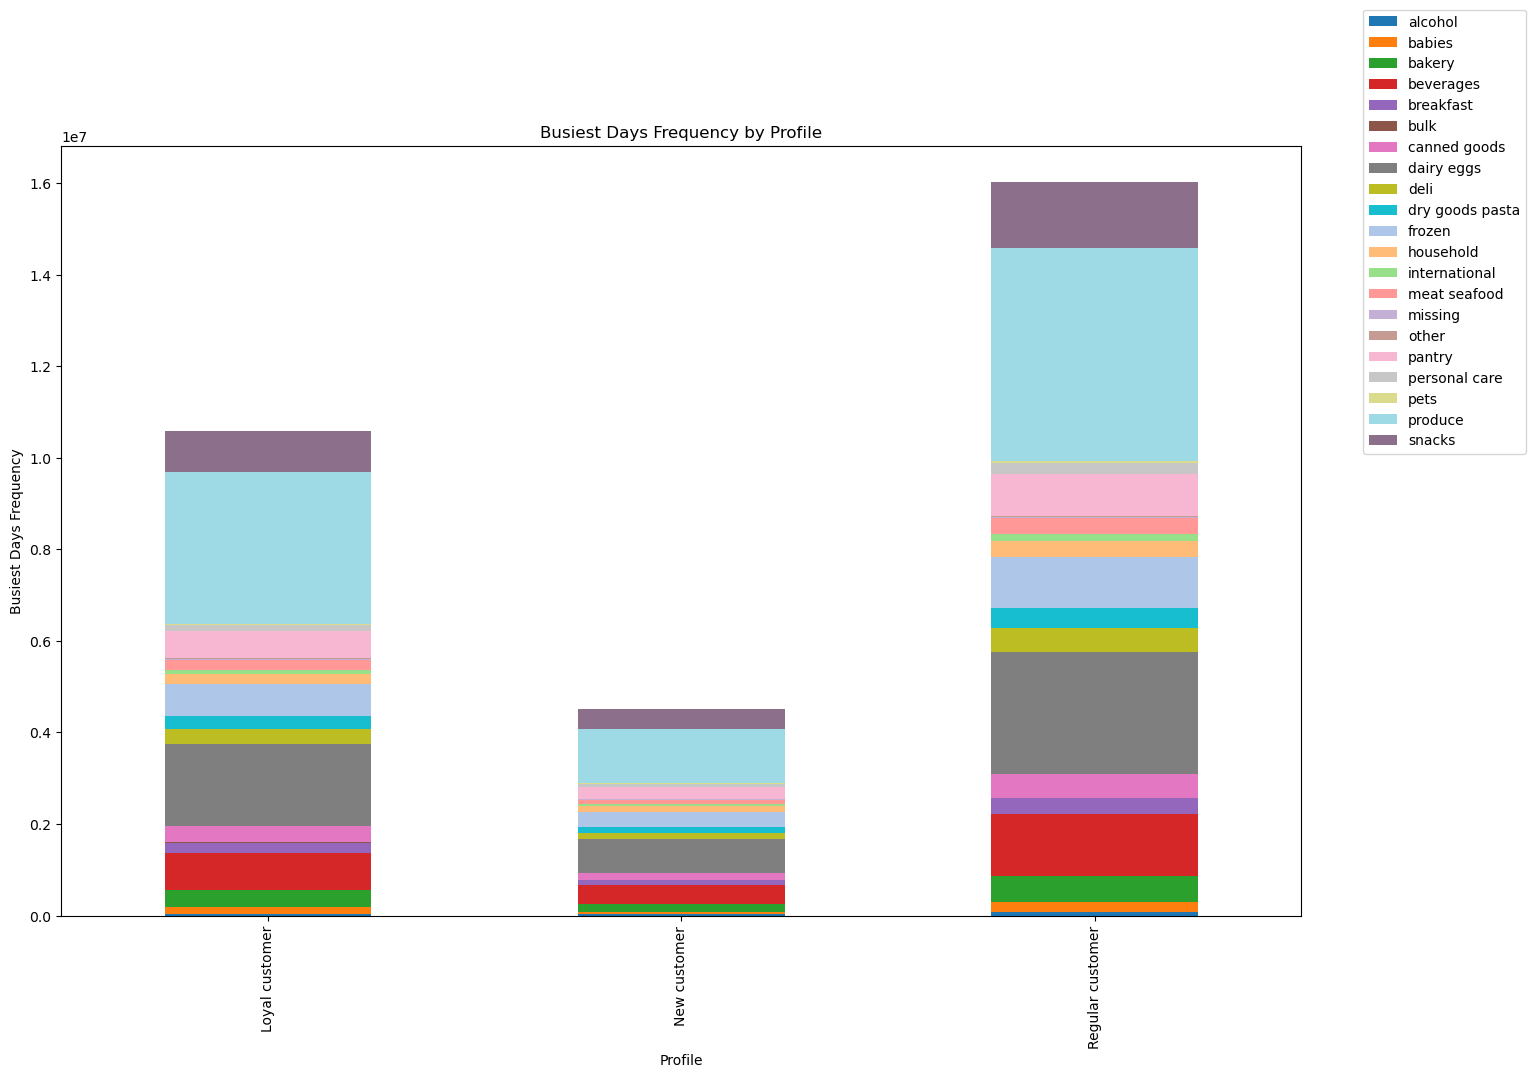 Busiest Days Frequency by Profile
1e7
1.6
1.4
1.2
1.0
0.8
0.6
0.4
0.2
0.0
Busiest Days Frequency
Loyal customer
New customer
Regular customer
Profile
alcohol
babies
bakery
beverages
breakfast
bulk
canned goods
dairy eggs
deli
dry goods pasta
frozen
household
international
meat seafood
missing
other
pantry
personal care
pets
produce
snacks